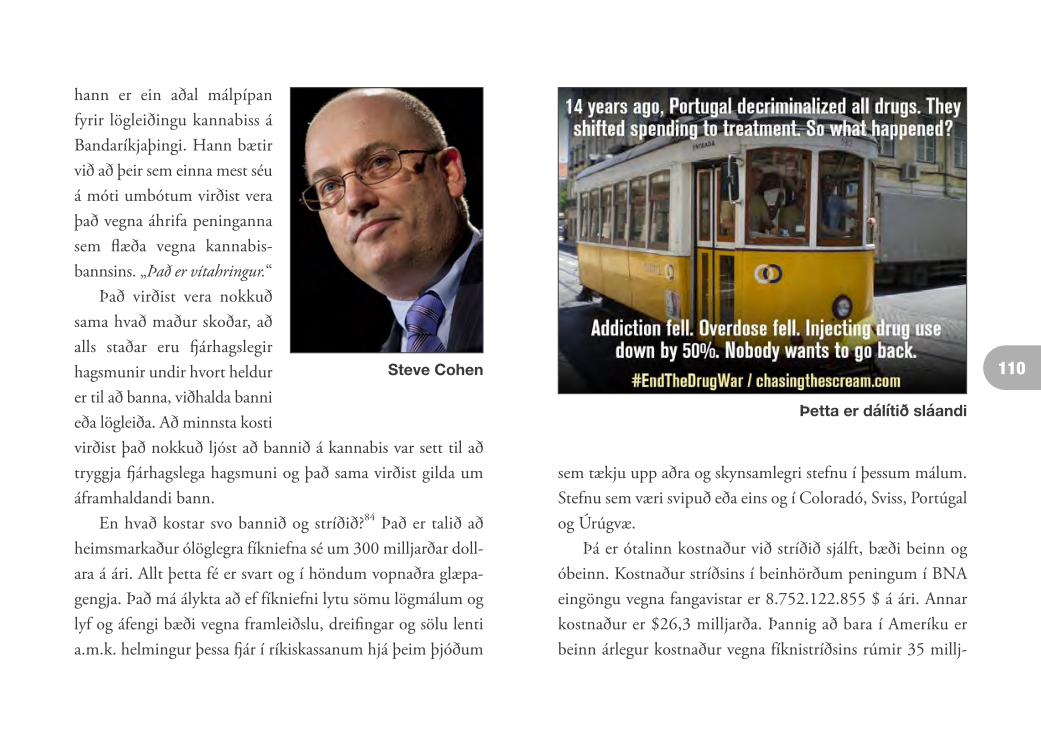 hann er ein aðal málpípan
fyrir lögleiðingu kannabiss á
Bandaríkjaþingi. Hann bætir
við að þeir sem einna mest séu
á móti umbótum virðist vera
það vegna áhrifa peninganna
sem flæða vegna kannabis-
bannsins. „Það er vítahringur.“
Það virðist vera nokkuð
sama hvað maður skoðar, að
alls staðar eru fjárhagslegir
hagsmunir undir hvort heldur
er til að banna, viðhalda banni
eða lögleiða. Að minnsta kosti
virðist það nokkuð ljóst að bannið á kannabis var sett til að
tryggja fjárhagslega hagsmuni og það sama virðist gilda um
áframhaldandi bann.
En hvað kostar svo bannið og stríðið?84 Það er talið að
heimsmarkaður ólöglegra fíkniefna sé um 300 milljarðar doll-
ara á ári. Allt þetta fé er svart og í höndum vopnaðra glæpa-
gengja. Það má álykta að ef fíkniefni lytu sömu lögmálum og
lyf og áfengi bæði vegna framleiðslu, dreifingar og sölu lenti
a.m.k. helmingur þessa fjár í ríkiskassanum hjá þeim þjóðum
Steve Cohen
14 years ago, Portugal decriminalized all drugs. They
shifted spending to treatment. So what happened?
ENTRADA
Addiction fell. Overdose fell. Injecting drug use
down by 50%. Nobody wants to go back.
#EndTheDrugWar / chasingthescream.com
Þetta er dálítið sláandi
sem tækju upp aðra og skynsamlegri stefnu í þessum málum.
Stefnu sem væri svipuð eða eins og í Coloradó, Sviss, Portúgal
og Úrúgvæ.
Þá er ótalinn kostnaður við stríðið sjálft, bæði beinn og
óbeinn. Kostnaður stríðsins í beinhörðum peningum í BNA
eingöngu vegna fangavistar er 8.752.122.855 $ á ári. Annar
kostnaður er $26,3 milljarða. Þannig að bara í Ameríku er
beinn árlegur kostnaður vegna fíknistríðsins rúmir 35 millj-
110